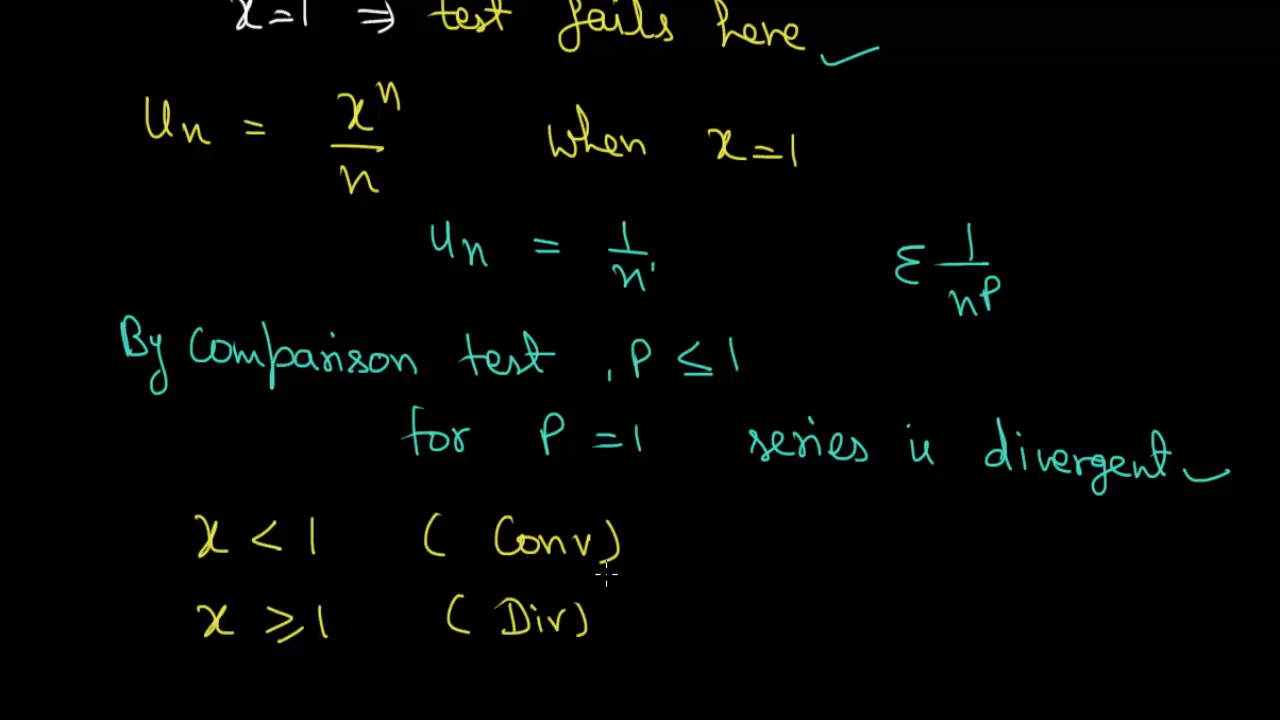 x=1 ⇒ test fails here ✓
Un = xⁿ/n when x=1
Un = 1/n¹ Σ 1/nᴾ
By comparison test , P ≤ 1
for P =1 series is divergent ✓
x < 1 ( Conv)
x ≥ 1 ( Div)